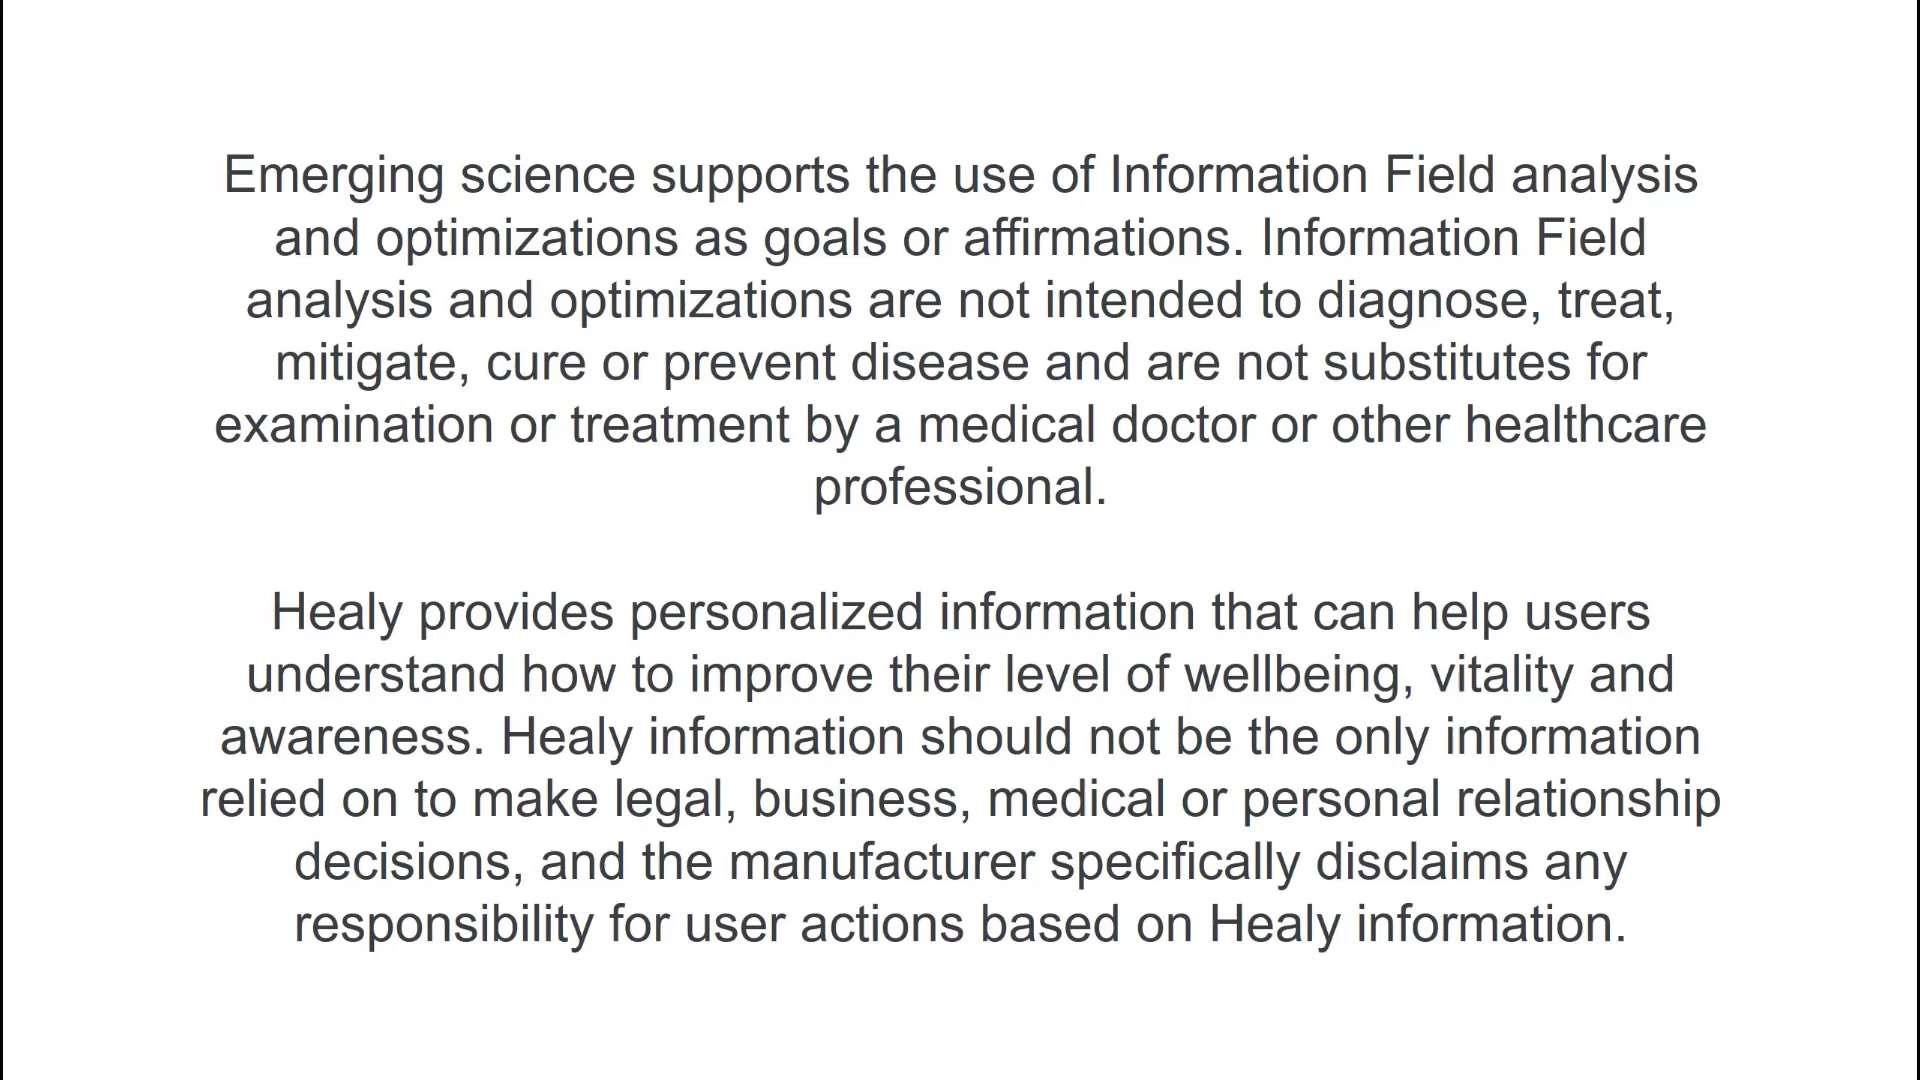 Emerging science supports the use of Information Field analysis
and optimizations as goals or affirmations. Information Field
analysis and optimizations are not intended to diagnose, treat,
mitigate, cure or prevent disease and are not substitutes for
examination or treatment by a medical doctor or other healthcare
professional.
Healy provides personalized information that can help users
understand how to improve their level of wellbeing, vitality and
awareness. Healy information should not be the only information
relied on to make legal, business, medical or personal relationship
decisions, and the manufacturer specifically disclaims any
responsibility for user actions based on Healy information.